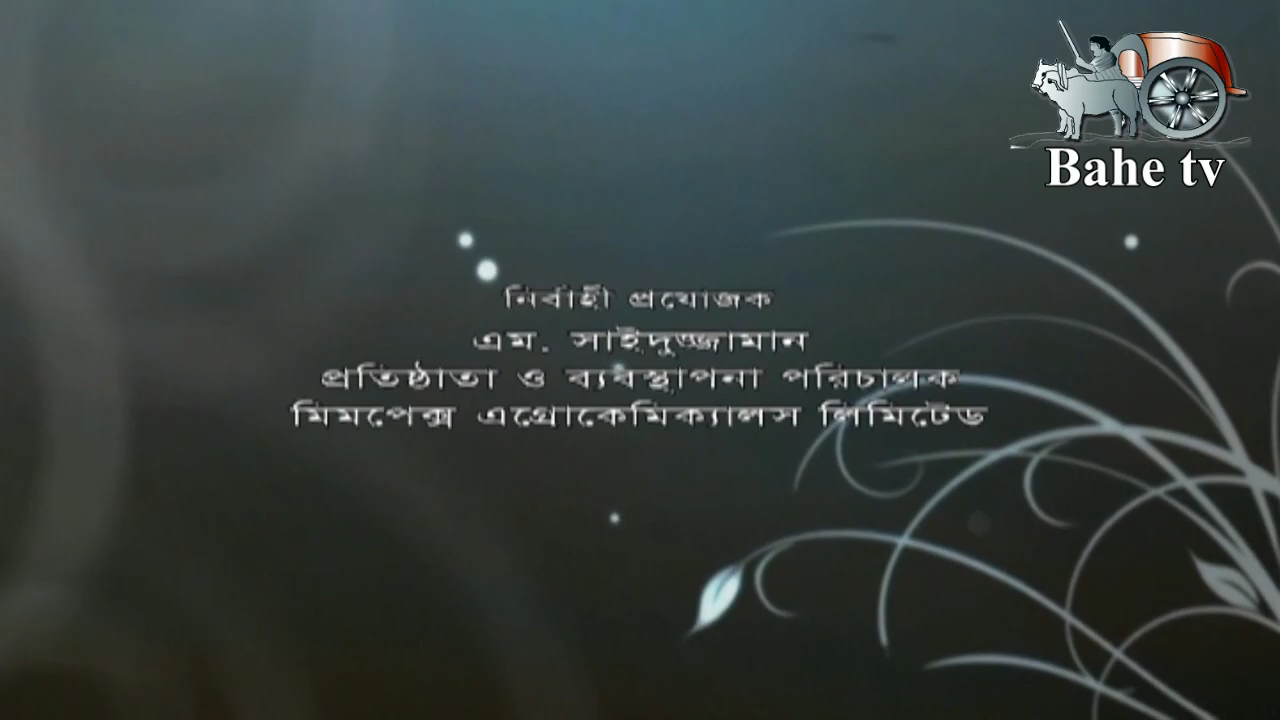 Bahe tv
নির্বাহী প্রযোজক
এম. সাইদুজ্জামান
প্রতিষ্ঠাতা ও ব্যবস্থাপনা পরিচালক
মিমপেক্স এগ্রোকেমিক্যালস লিমিটেড